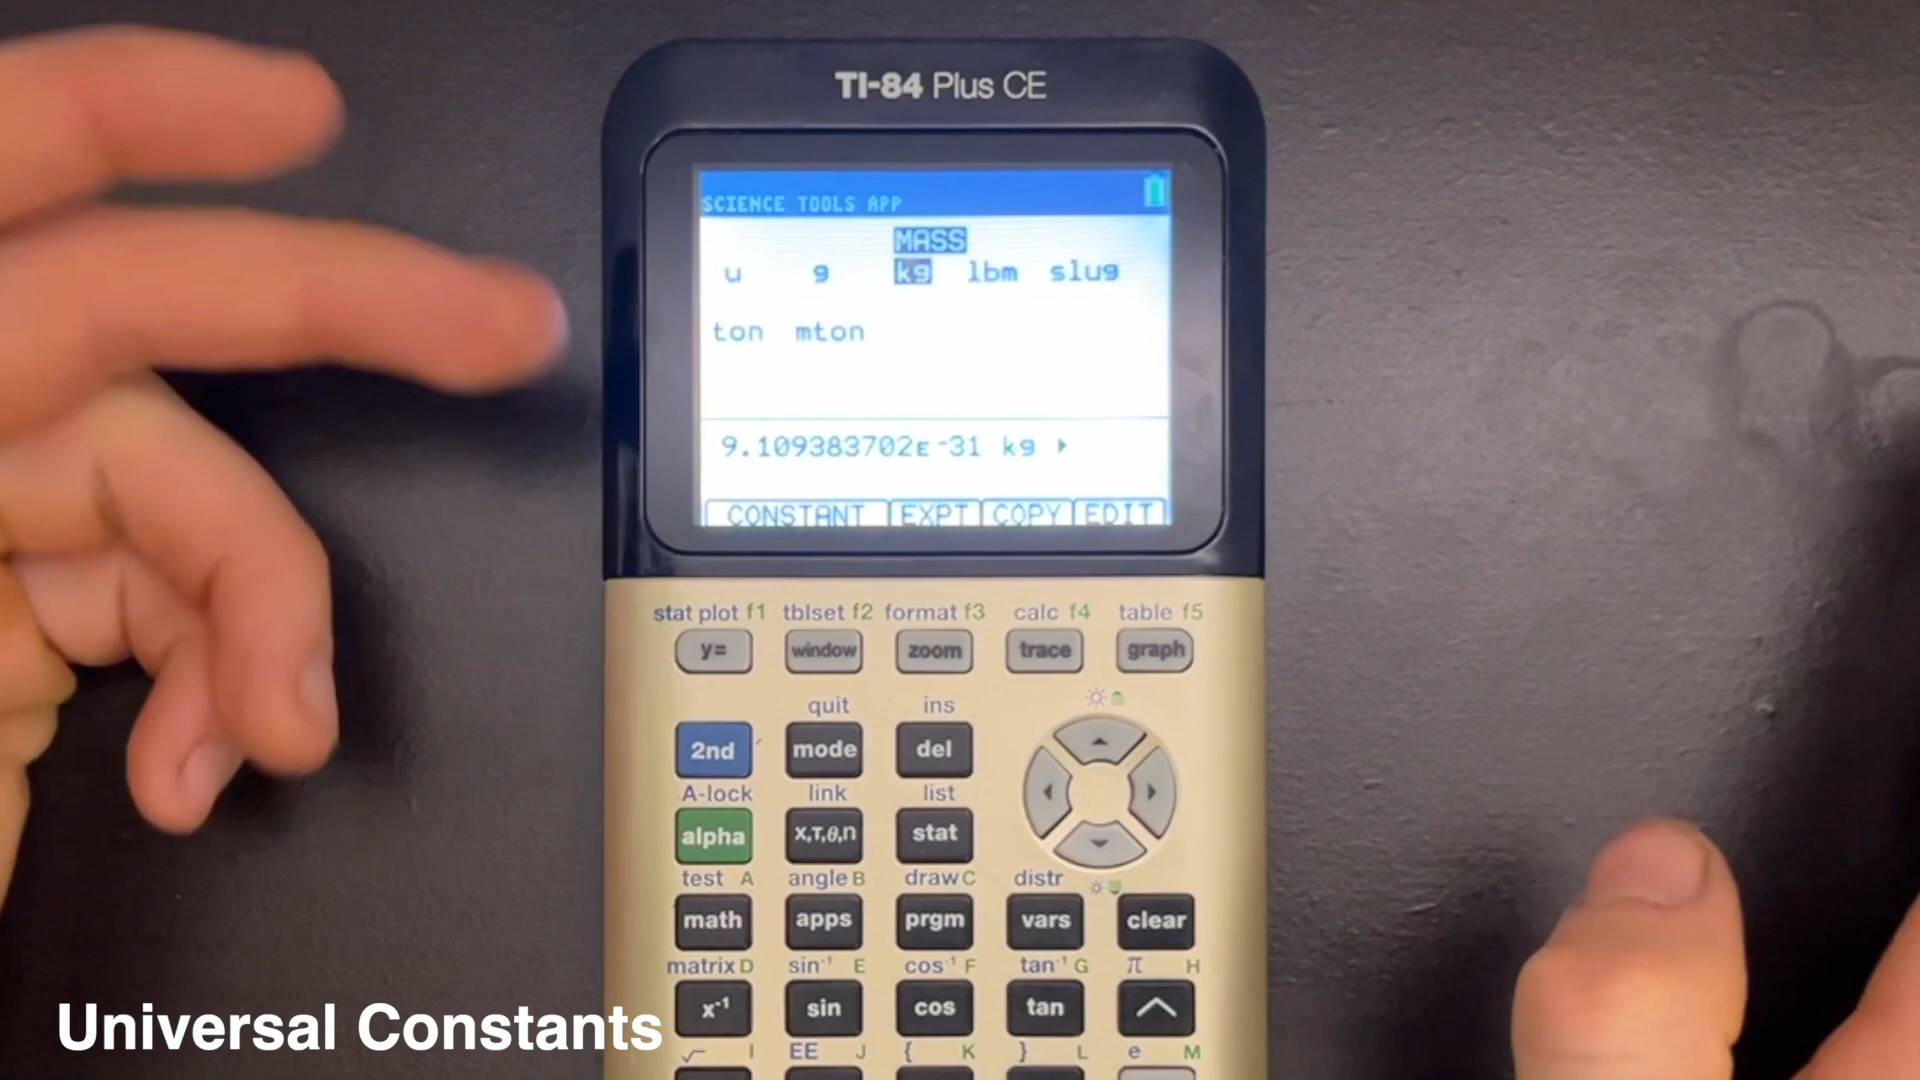 TI-84 Plus CE
SCIENCE TOOLS APP
MASS
u g kg lbm slug
ton mton
9.109383702E-31 kg ▸
CONSTANT EXPT COPY EDIT
stat plot f1 tblset f2 format f3 calc f4 table f5
y= window zoom trace graph
quit ins
2nd mode del
A-lock link list
alpha X,T,θ,n stat
test A angle B draw C distr
math apps prgm vars clear
matrix D sin⁻¹ E cos⁻¹ F tan⁻¹ G π H
x⁻¹ sin cos tan ^
√ I EE J { K } L e M
Universal Constants